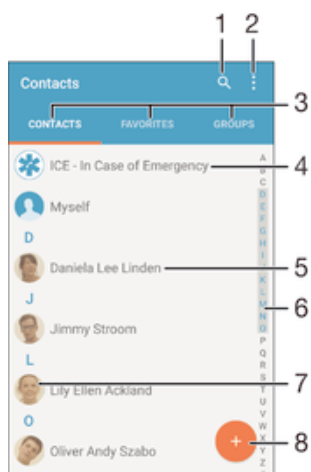 1 2
Contacts
3
CONTACTS FAVORITES GROUPS
ICE - In Case of Emergency 4
Myself
D
Daniela Lee Linden 5
J
Jimmy Stroom
L
Lily Ellen Ackland
O
Oliver Andy Szabo
A
B
C
D
E
F
G
H
I
J
K
L
M
N
O
P
Q
R
S
T
U
V
W
X
Y
Z
6
7
+ 8